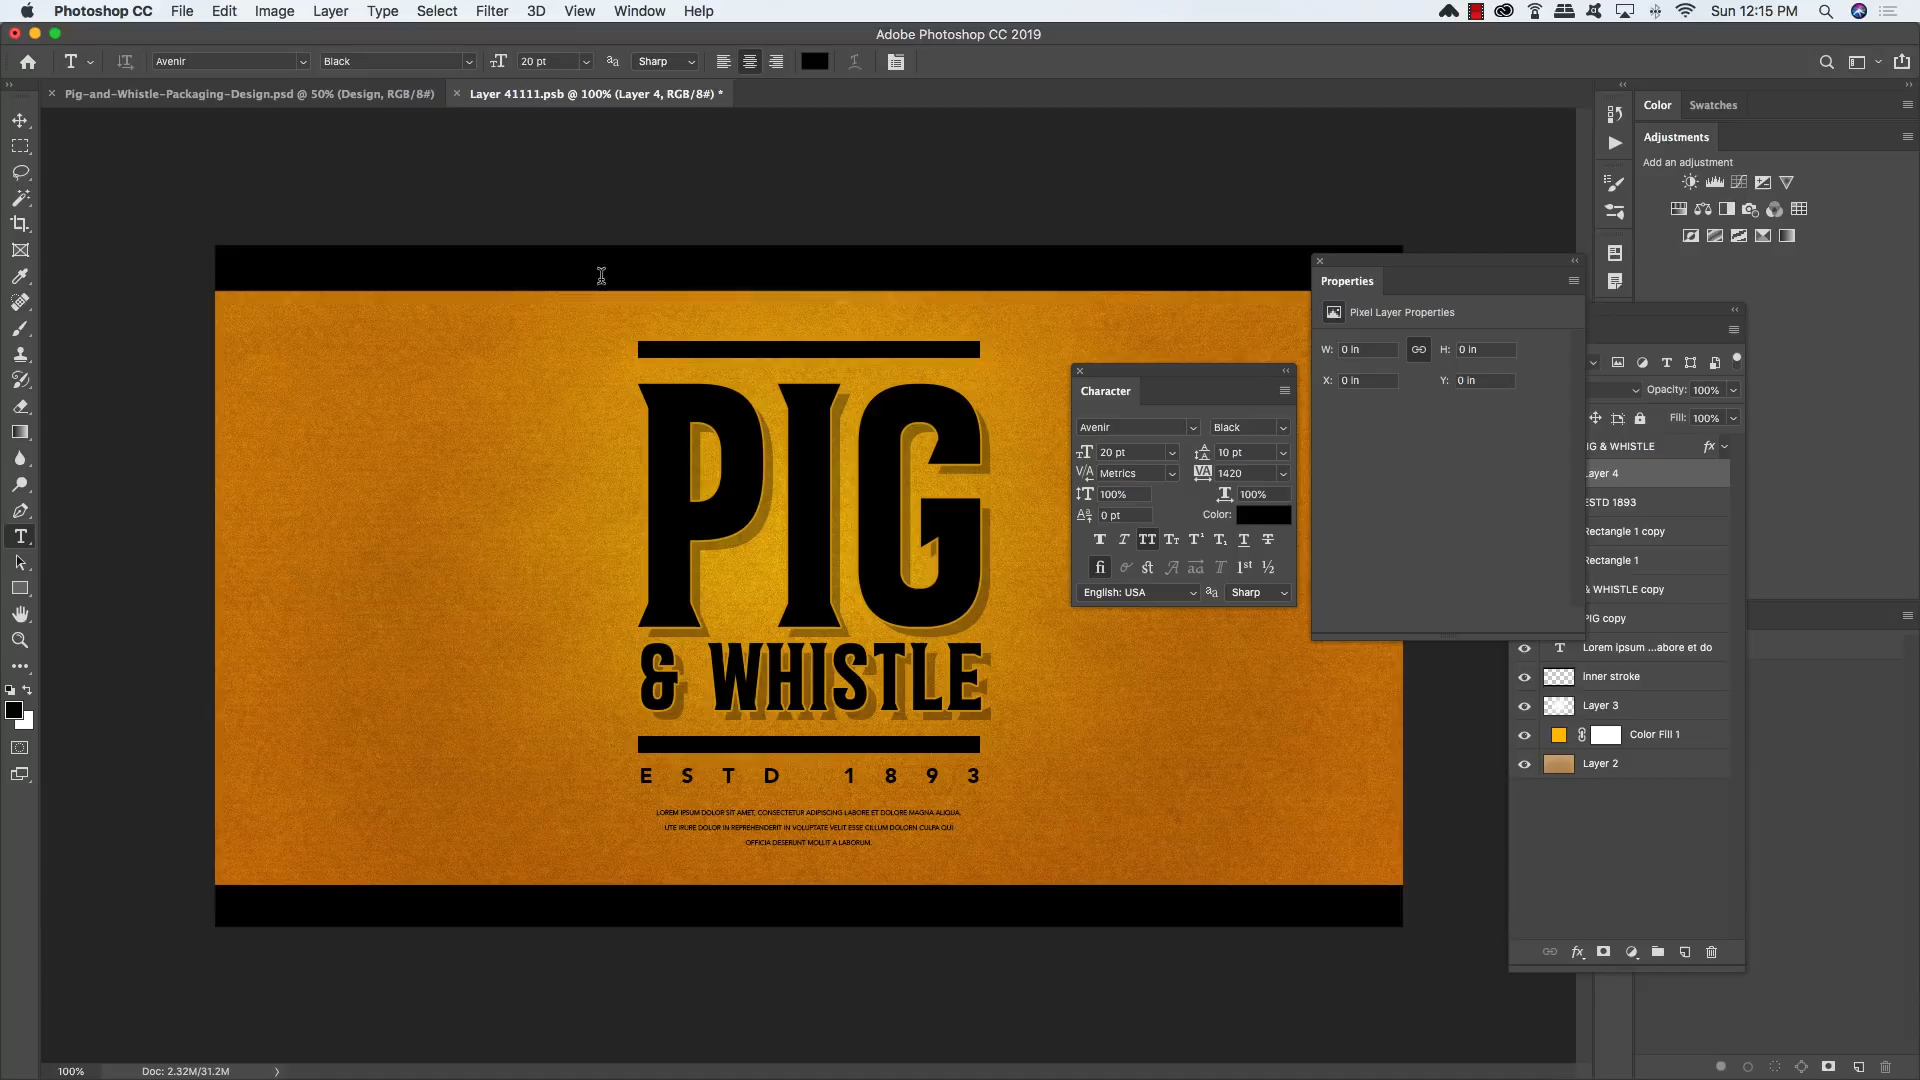 Photoshop CC File Edit Image Layer Type Select Filter 3D View Window Help Sun 12:15 PM
Adobe Photoshop CC 2019
Avenir Black 20 pt Sharp
Pig-and-Whistle-Packaging-Design.psd @ 50% (Design, RGB/8#) Layer 41111.psb @ 100% (Layer 4, RGB/8#) *
Color Swatches
Adjustments
Add an adjustment
PIG
& WHISTLE
ESTD 1893
LOREM IPSUM DOLOR SIT AMET, CONSECTETUR ADIPISCING LABORE ET DOLORE MAGNA ALIQUA.
UTE IRURE DOLOR IN REPREHENDERIT IN VOLUPTATE VELIT ESSE CILLUM DOLORN CULPA QUI
OFFICIA DESERUNT MOLLIT A LABORUM.
Character
Avenir Black
20 pt 10 pt
Metrics 1420
100% 100%
0 pt Color:
English: USA Sharp
Properties
Pixel Layer Properties
W: 0 in H: 0 in
X: 0 in Y: 0 in
Opacity: 100%
Fill: 100%
IG & WHISTLE fx
ayer 4
ESTD 1893
Rectangle 1 copy
Rectangle 1
& WHISTLE copy
PIG copy
Lorem ipsum ...abore et do
inner stroke
Layer 3
Color Fill 1
Layer 2
100% Doc: 2.32M/31.2M